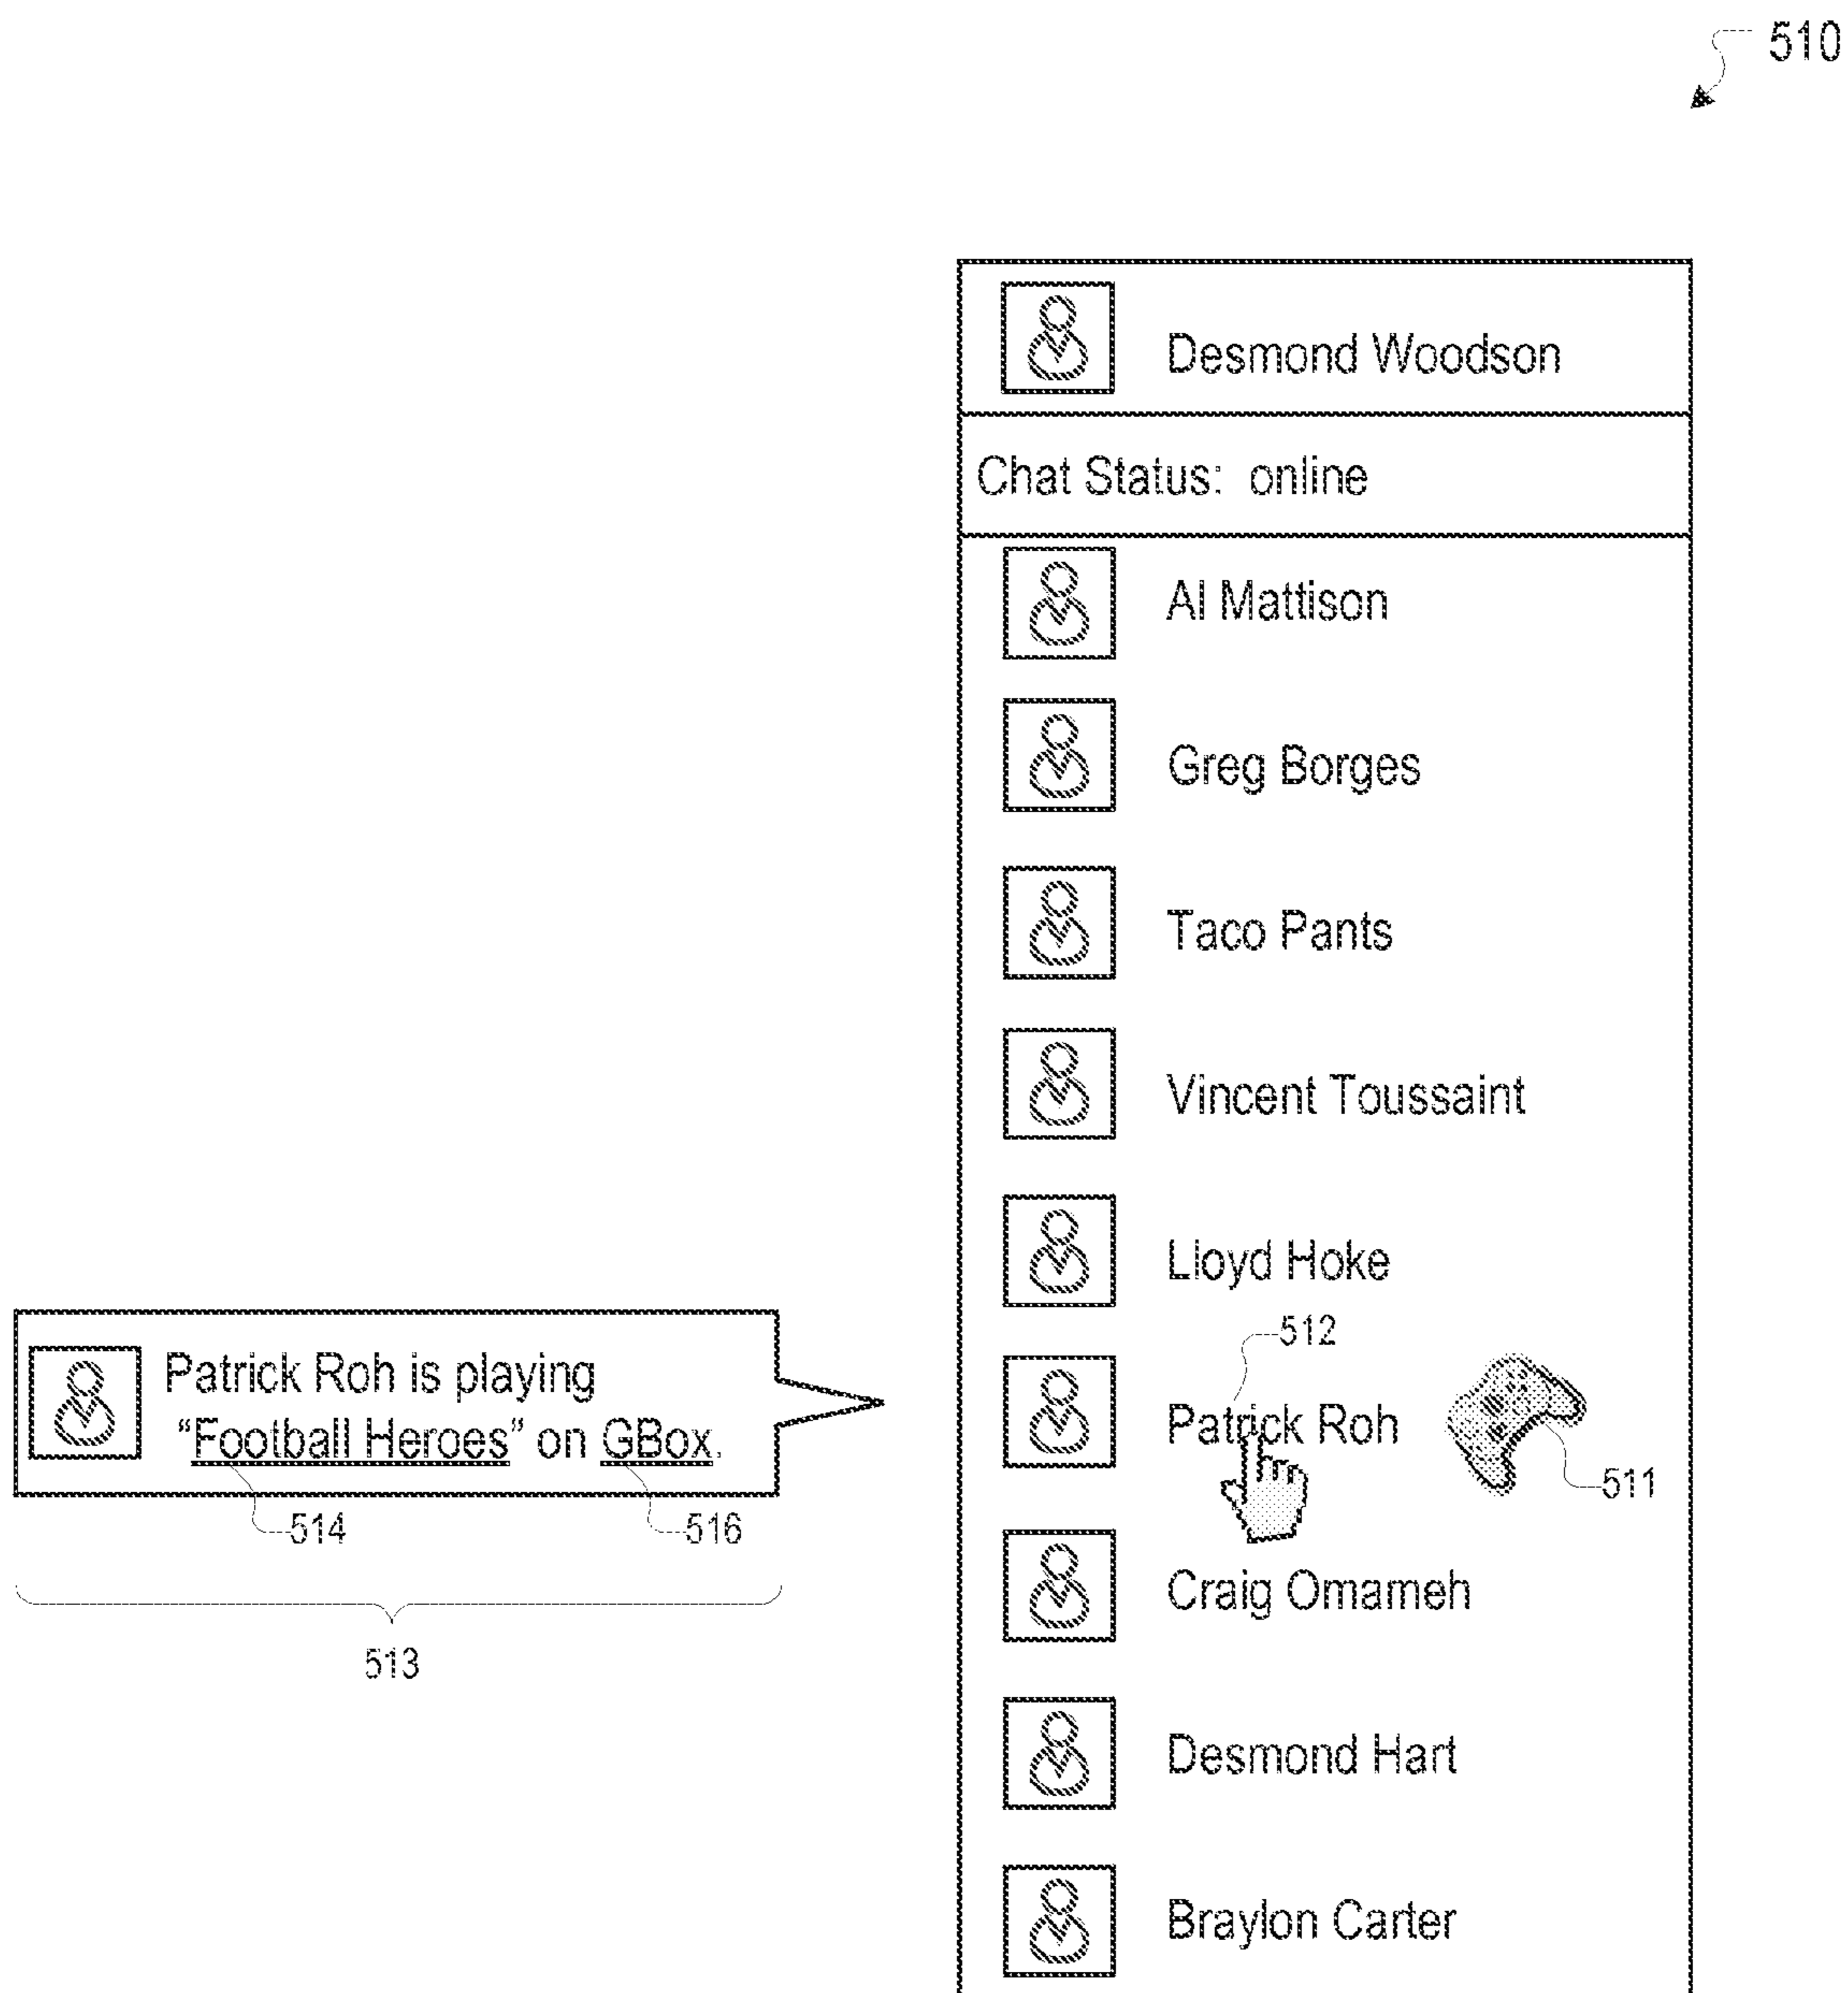 510
Desmond Woodson
Chat Status: online
Al Mattison
Greg Borges
Taco Pants
Vincent Toussaint
Lloyd Hoke
512
Patrick Roh
511
Patrick Roh is playing
“Football Heroes” on GBox.
514
516
513
Craig Omameh
Desmond Hart
Braylon Carter